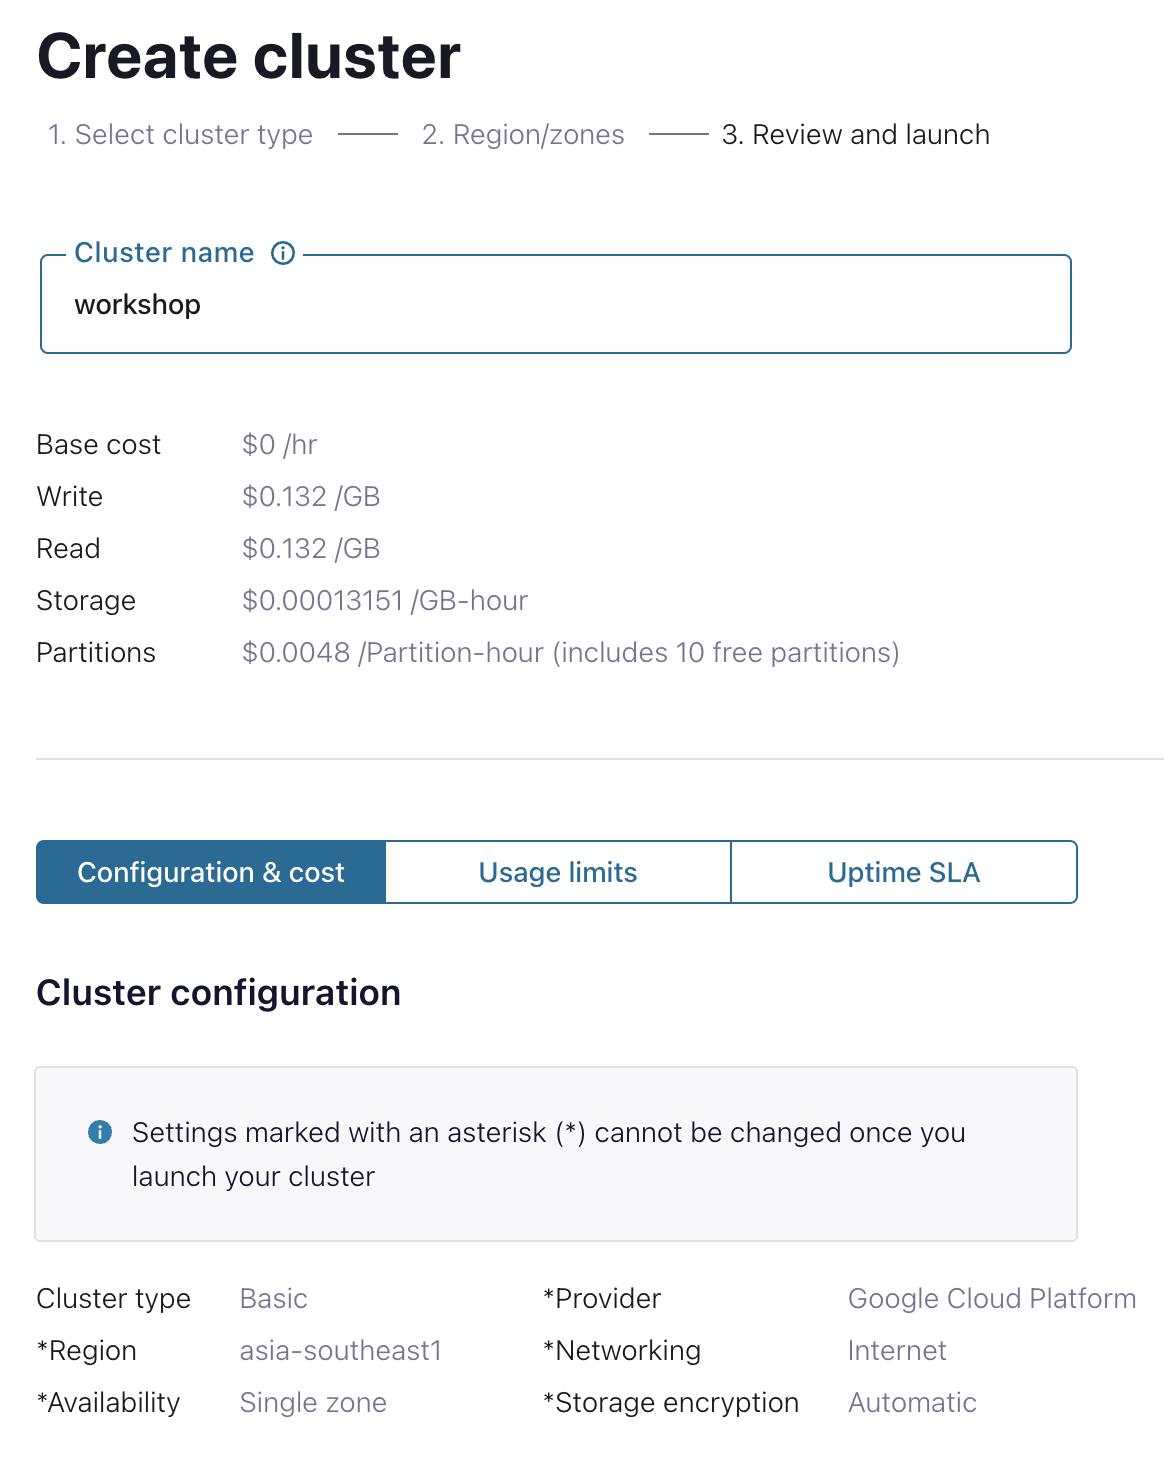 Create cluster
1. Select cluster type 2. Region/zones 3. Review and launch
Cluster name
workshop
Base cost $0 /hr
Write $0.132 /GB
Read $0.132 /GB
Storage $0.00013151 /GB-hour
Partitions $0.0048 /Partition-hour (includes 10 free partitions)
Configuration & cost Usage limits Uptime SLA
Cluster configuration
Settings marked with an asterisk (*) cannot be changed once you
launch your cluster
Cluster type Basic *Provider Google Cloud Platform
*Region asia-southeast1 *Networking Internet
*Availability Single zone *Storage encryption Automatic